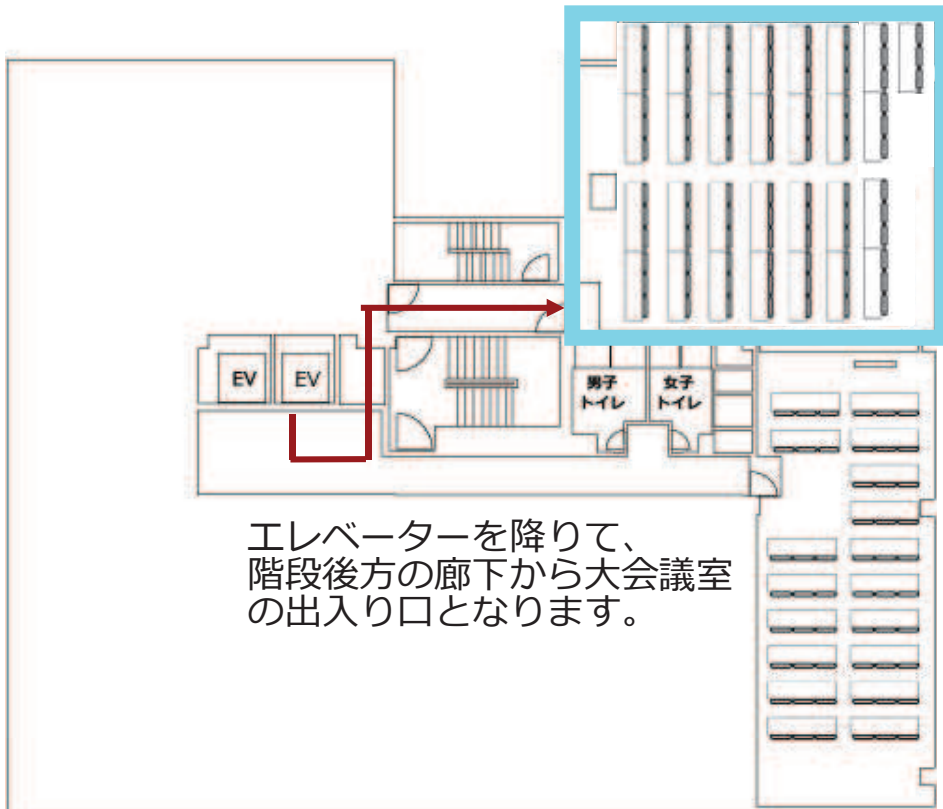 EV
EV
男子
トイレ
女子
トイレ
エレベーターを降りて、
階段後方の廊下から大会議室
の出入り口となります。